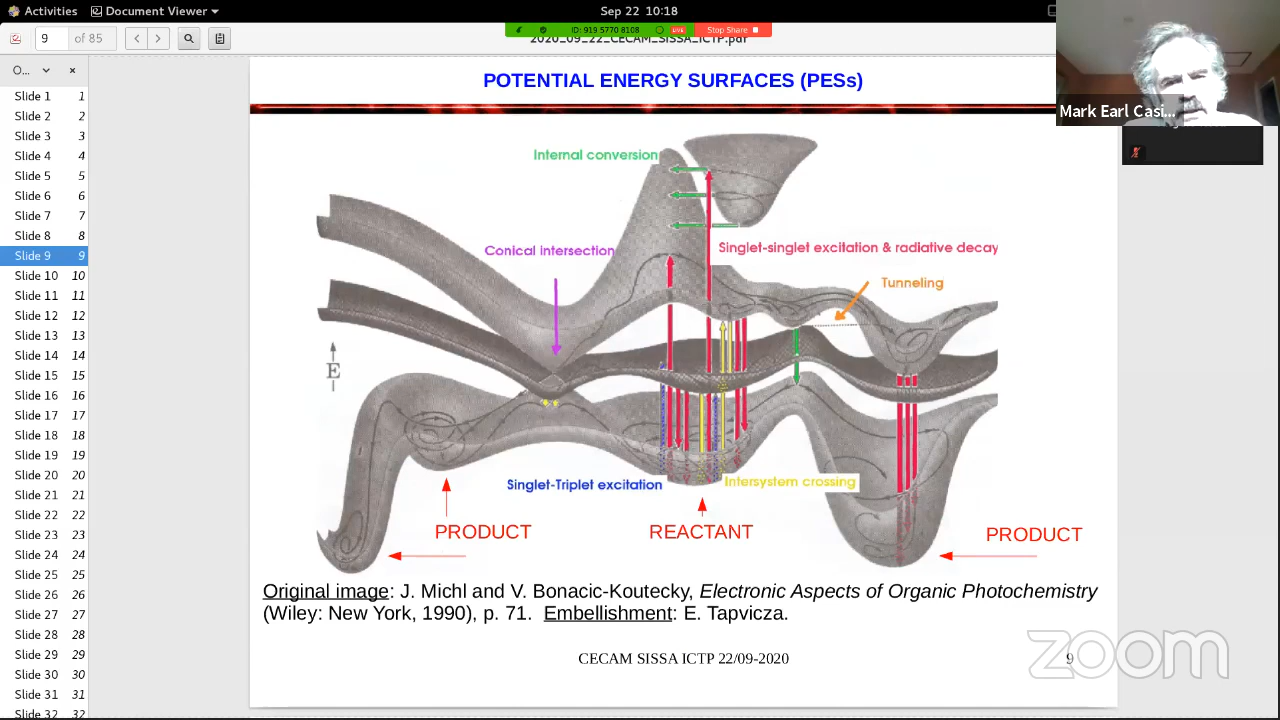 Activities
Document Viewer
Sep 22 10:18
of 85
ID: 919 5770 8108
LIVE
Stop Share
2020_09_22_CECAM_SISSA_ICTP.pdf
O...
Slide 1 1
Slide 2 2
Slide 3 3
Slide 4 4
Slide 5 5
Slide 6 6
Slide 7 7
Slide 8 8
Slide 9 9
Slide 10 10
Slide 11 11
Slide 12 12
Slide 13 13
Slide 14 14
Slide 15 15
Slide 16 16
Slide 17 17
Slide 18 18
Slide 19 19
Slide 20 20
Slide 21 21
Slide 22 22
Slide 23 23
Slide 24 24
Slide 25 25
Slide 26 26
Slide 27 27
Slide 28 28
Slide 29 29
Slide 30 30
Slide 31 31
Slide 32 32
Mark Earl Casi...
POTENTIAL ENERGY SURFACES (PESs)
Internal conversion
Conical intersection
Singlet-singlet excitation & radiative decay
Tunneling
E
Singlet-Triplet excitation
Intersystem crossing
PRODUCT
REACTANT
PRODUCT
Original image: J. Michl and V. Bonacic-Koutecky, Electronic Aspects of Organic Photochemistry
(Wiley: New York, 1990), p. 71. Embellishment: E. Tapvicza.
CECAM SISSA ICTP 22/09-2020
9
zoom